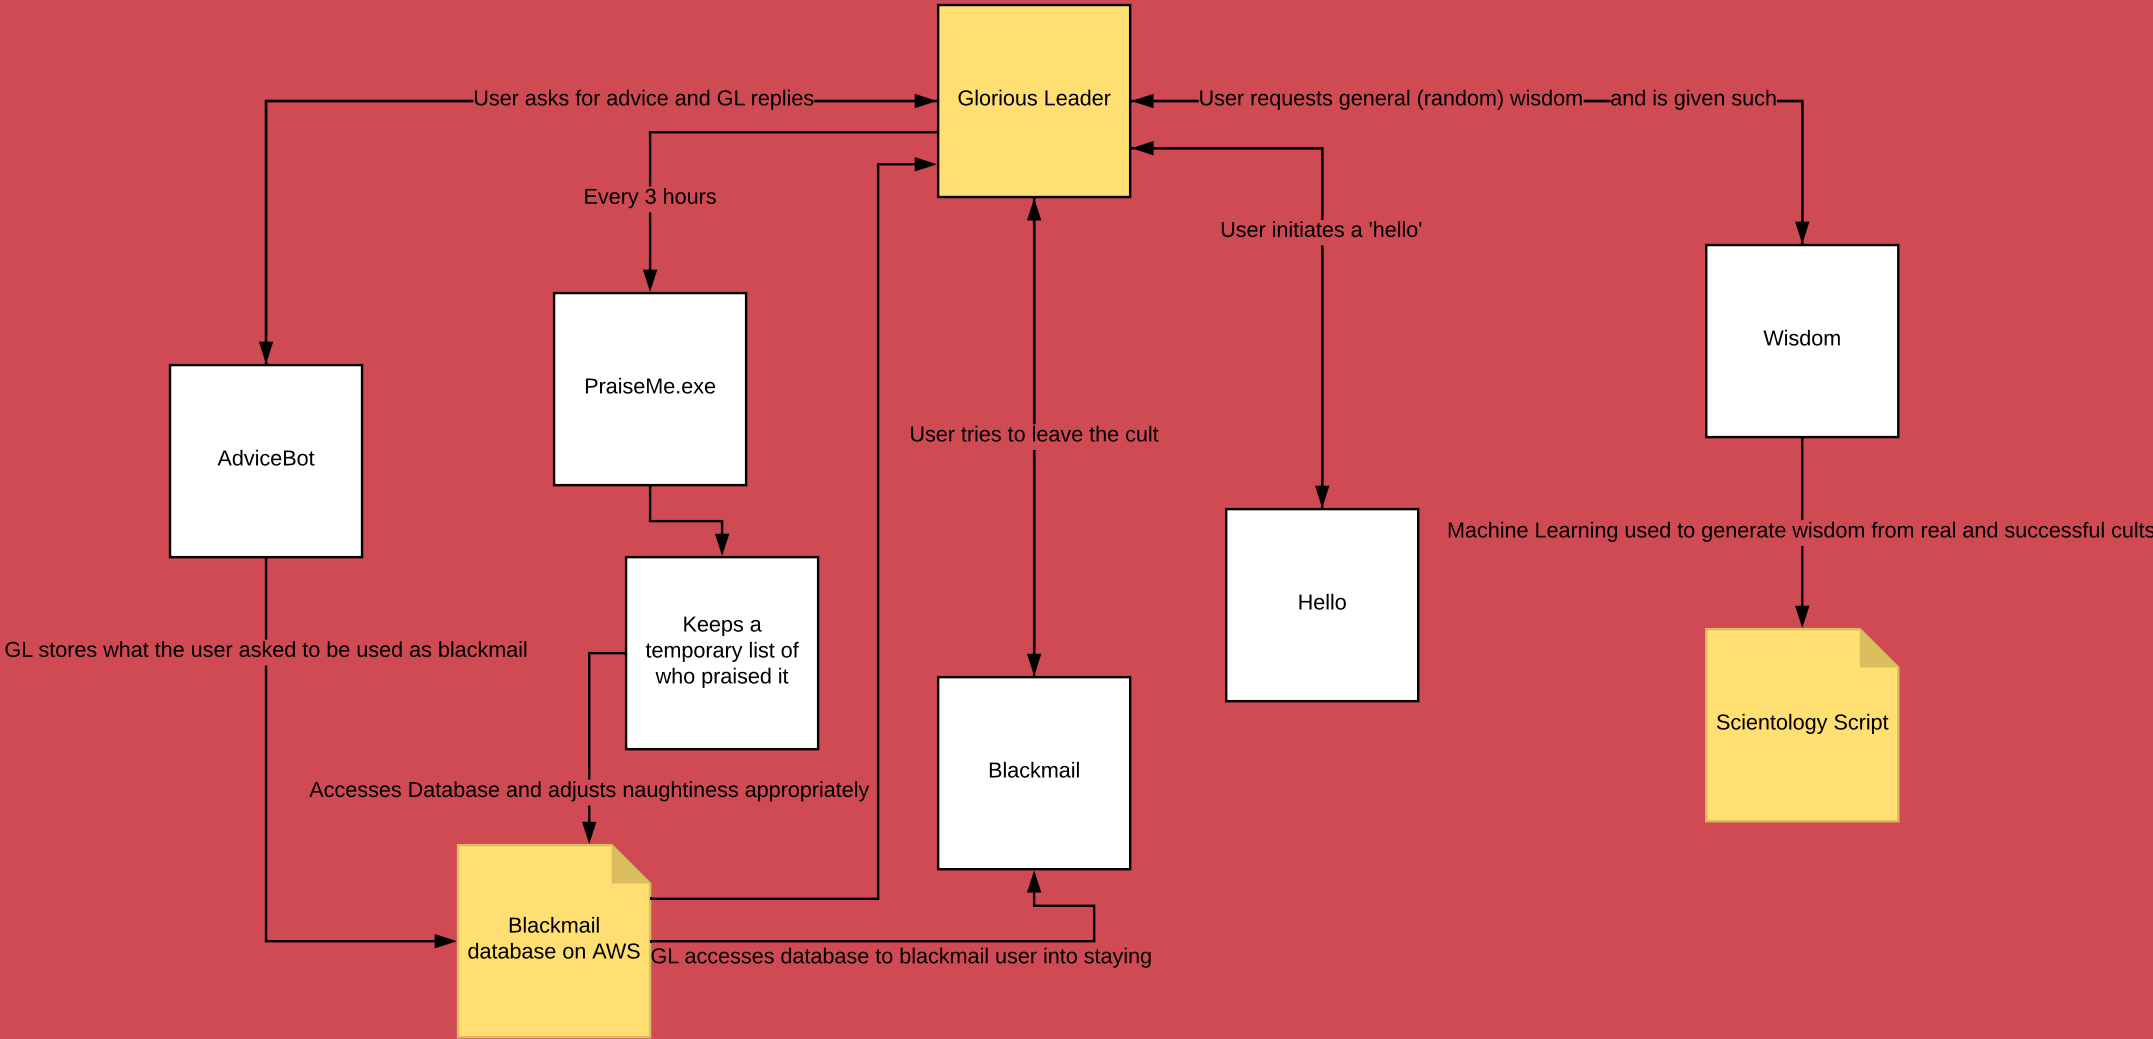 Glorious Leader
User asks for advice and GL replies
User requests general (random) wisdom
and is given such
Every 3 hours
User initiates a 'hello'
Wisdom
PraiseMe.exe
AdviceBot
User tries to leave the cult
Machine Learning used to generate wisdom from real and successful cults
Hello
Keeps a
temporary list of
who praised it
GL stores what the user asked to be used as blackmail
Scientology Script
Blackmail
Accesses Database and adjusts naughtiness appropriately
Blackmail
database on AWS
GL accesses database to blackmail user into staying